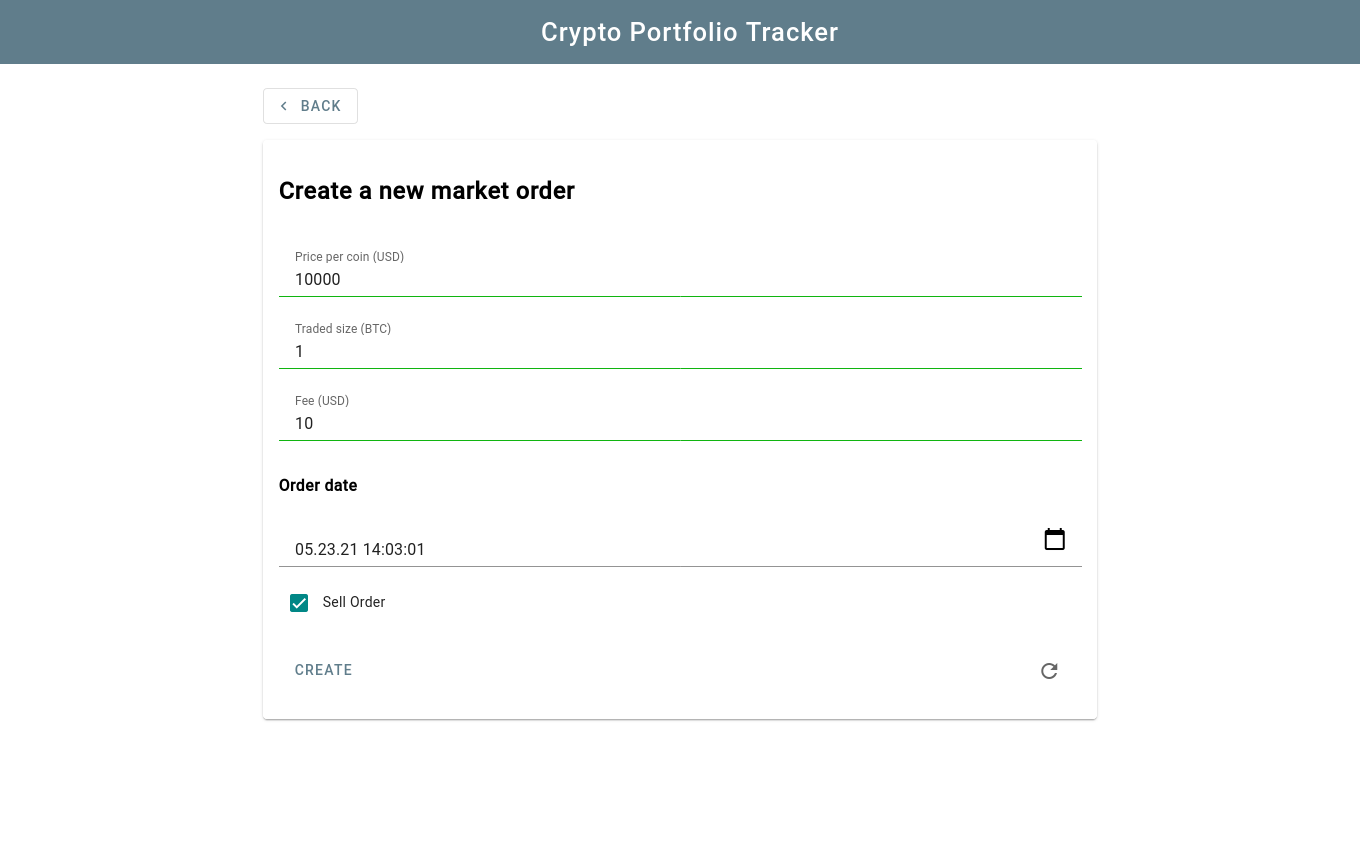 Crypto Portfolio Tracker
BACK
Create a new market order
Price per coin (USD)
10000
Traded size (BTC)
1
Fee (USD)
10
Order date
05.23.21 14:03:01
Sell Order
CREATE